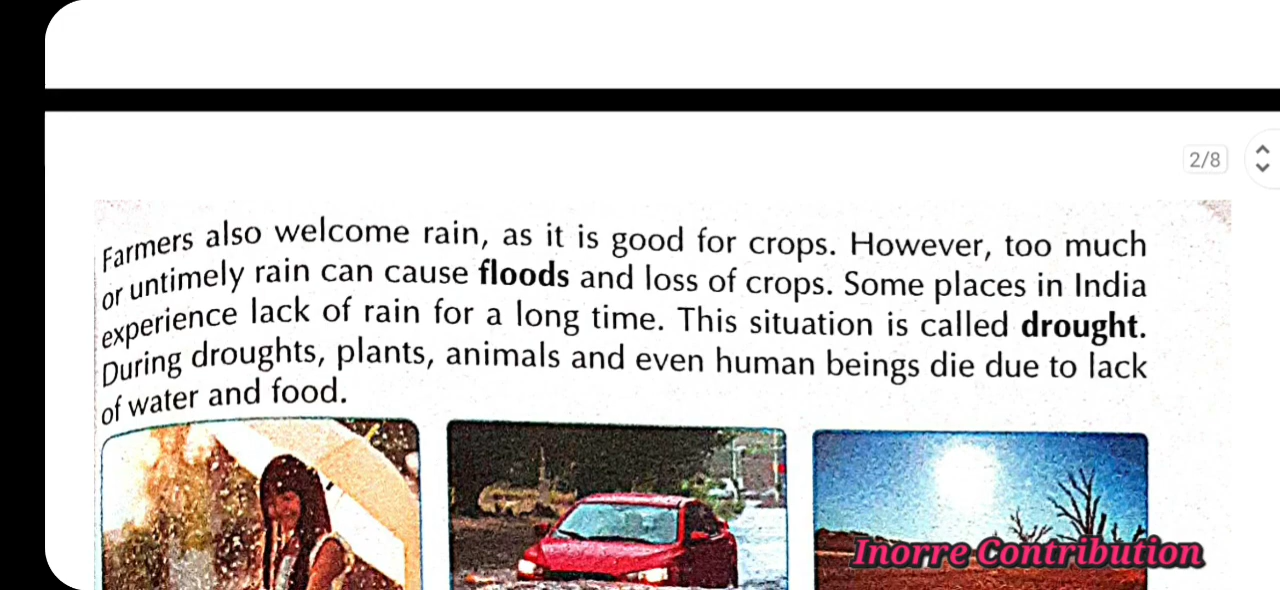 2/8
Farmers also welcome rain, as it is good for crops. However, too much
or untimely rain can cause floods and loss of crops. Some places in India
experience lack of rain for a long time. This situation is called drought.
During droughts, plants, animals and even human beings die due to lack
of water and food.
Inorre Contribution